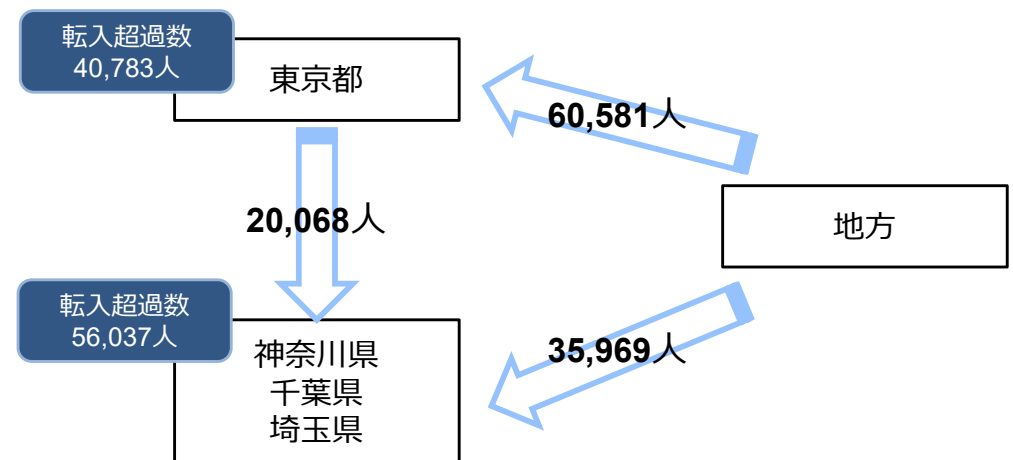 転入超過数
40,783人
東京都
60,581人
20,068人
地方
転入超過数
56,037人
神奈川県
千葉県
埼玉県
35,969人